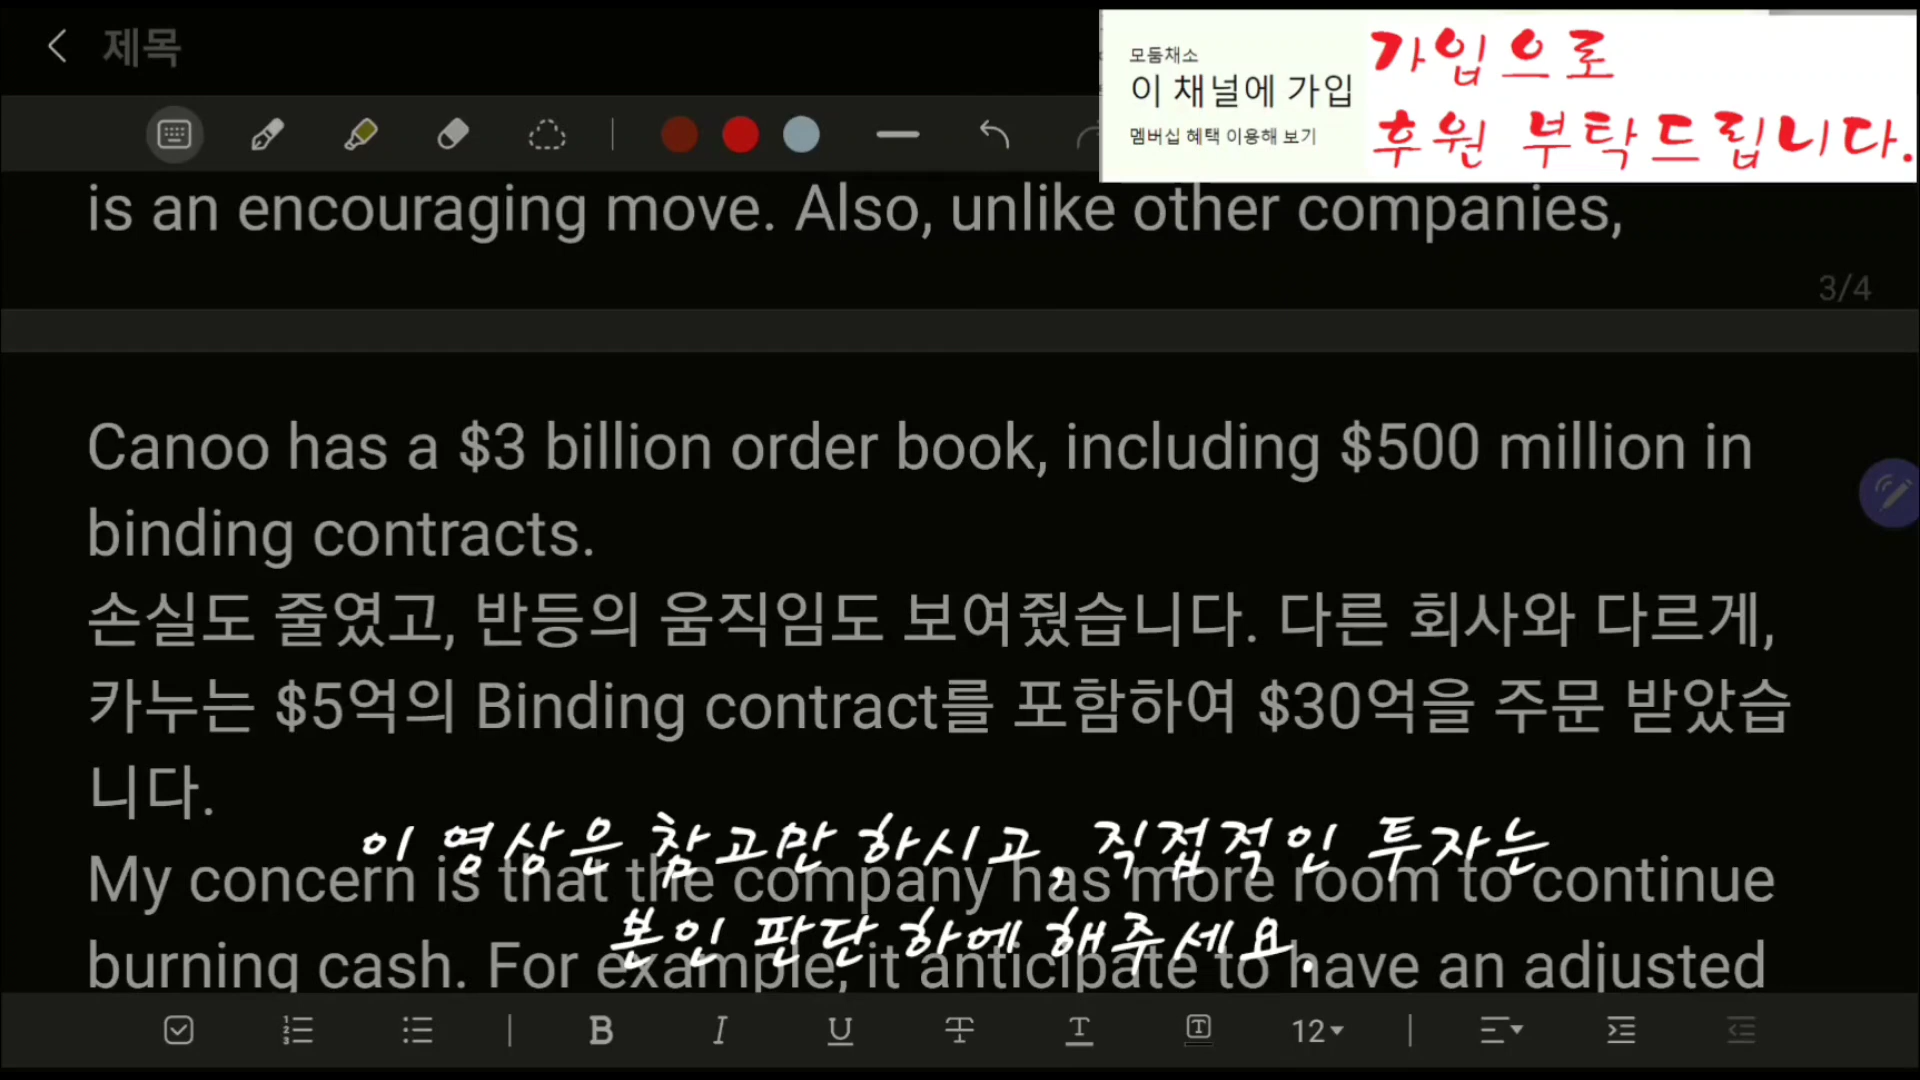 제목
모둠채소
이 채널에 가입
멤버십 혜택 이용해 보기
가입으로
후원 부탁드립니다.
is an encouraging move. Also, unlike other companies,
3/4
Canoo has a $3 billion order book, including $500 million in
binding contracts.
손실도 줄였고, 반등의 움직임도 보여줬습니다. 다른 회사와 다르게,
카누는 $5억의 Binding contract를 포함하여 $30억을 주문 받았습
니다.
이 영상은 참고만 하시고, 직접적인 투자는
My concern is that the company has more room to continue
본인 판단 하에 해주세요.
burning cash. For example, it anticipate to have an adjusted
B I U T T T 12